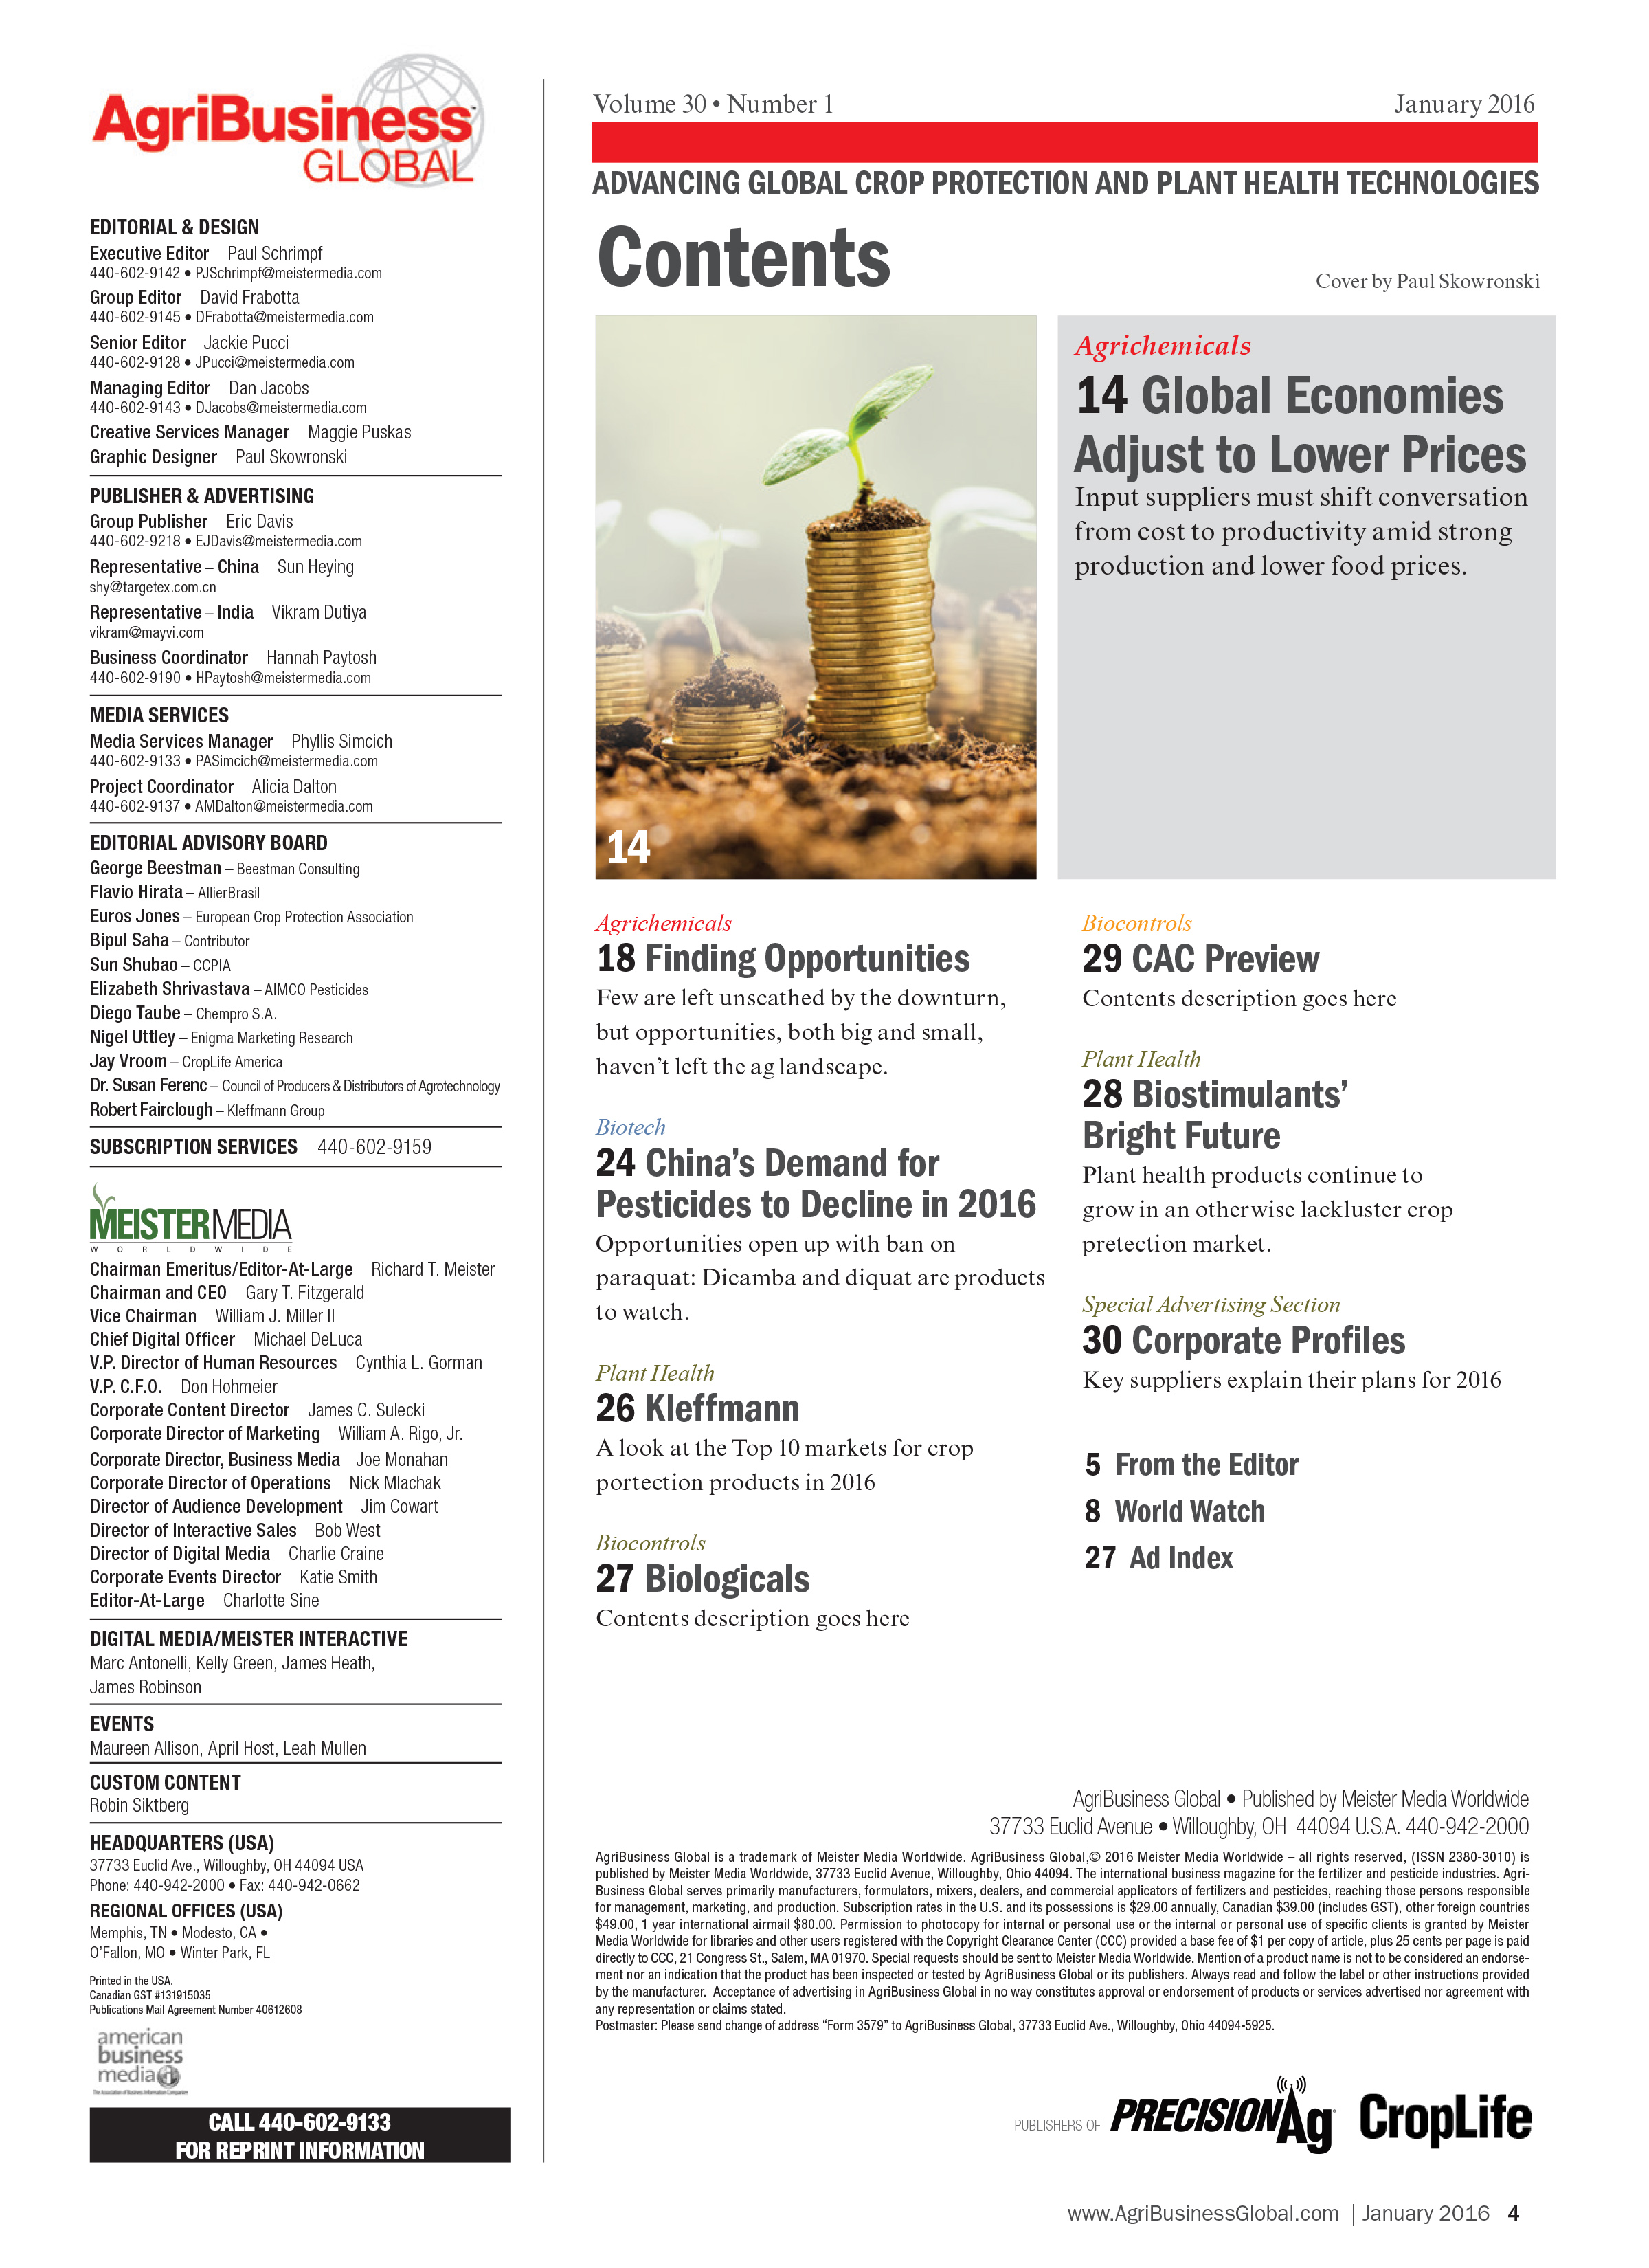 AgriBusiness
GLOBAL
EDITORIAL & DESIGN
Executive Editor Paul Schrimpf
440-602-9142 • PJSchrimpf@meistermedia.com
Group Editor David Frabotta
440-602-9145 • DFrabotta@meistermedia.com
Senior Editor Jackie Pucci
440-602-9128 • JPucci@meistermedia.com
Managing Editor Dan Jacobs
440-602-9143 • DJacobs@meistermedia.com
Creative Services Manager Maggie Puskas
Graphic Designer Paul Skowronski
PUBLISHER & ADVERTISING
Group Publisher Eric Davis
440-602-9218 • EJDavis@meistermedia.com
Representative – China Sun Heying
shy@targetex.com.cn
Representative – India Vikram Dutiya
vikram@mayvi.com
Business Coordinator Hannah Paytosh
440-602-9190 • HPaytosh@meistermedia.com
MEDIA SERVICES
Media Services Manager Phyllis Simcich
440-602-9133 • PASimcich@meistermedia.com
Project Coordinator Alicia Dalton
440-602-9137 • AMDalton@meistermedia.com
EDITORIAL ADVISORY BOARD
George Beestman – Beestman Consulting
Flavio Hirata – AllierBrasil
Euros Jones – European Crop Protection Association
Bipul Saha – Contributor
Sun Shubao – CCPIA
Elizabeth Shrivastava – AIMCO Pesticides
Diego Taube – Chempro S.A.
Nigel Uttley – Enigma Marketing Research
Jay Vroom – CropLife America
Dr. Susan Ferenc – Council of Producers & Distributors of Agrotechnology
Robert Fairclough – Kleffmann Group
SUBSCRIPTION SERVICES 440-602-9159
MEISTERMEDIA
WORLDWIDE
Chairman Emeritus/Editor-At-Large Richard T. Meister
Chairman and CEO Gary T. Fitzgerald
Vice Chairman William J. Miller II
Chief Digital Officer Michael DeLuca
V.P. Director of Human Resources Cynthia L. Gorman
V.P. C.F.O. Don Hohmeier
Corporate Content Director James C. Sulecki
Corporate Director of Marketing William A. Rigo, Jr.
Corporate Director, Business Media Joe Monahan
Corporate Director of Operations Nick Mlachak
Director of Audience Development Jim Cowart
Director of Interactive Sales Bob West
Director of Digital Media Charlie Craine
Corporate Events Director Katie Smith
Editor-At-Large Charlotte Sine
DIGITAL MEDIA/MEISTER INTERACTIVE
Marc Antonelli, Kelly Green, James Heath,
James Robinson
EVENTS
Maureen Allison, April Host, Leah Mullen
CUSTOM CONTENT
Robin Siktberg
HEADQUARTERS (USA)
37733 Euclid Ave., Willoughby, OH 44094 USA
Phone: 440-942-2000 • Fax: 440-942-0662
REGIONAL OFFICES (USA)
Memphis, TN • Modesto, CA •
O'Fallon, MO • Winter Park, FL
Printed in the USA.
Canadian GST #131915035
Publications Mail Agreement Number 40612608
american
business
media
The Association of Business Information Companies
CALL 440-602-9133
FOR REPRINT INFORMATION
Volume 30 • Number 1 January 2016
ADVANCING GLOBAL CROP PROTECTION AND PLANT HEALTH TECHNOLOGIES
Contents
Cover by Paul Skowronski
14
Agrichemicals
14 Global Economies
Adjust to Lower Prices
Input suppliers must shift conversation
from cost to productivity amid strong
production and lower food prices.
Agrichemicals
18 Finding Opportunities
Few are left unscathed by the downturn,
but opportunities, both big and small,
haven't left the ag landscape.
Biotech
24 China's Demand for
Pesticides to Decline in 2016
Opportunities open up with ban on
paraquat: Dicamba and diquat are products
to watch.
Plant Health
26 Kleffmann
A look at the Top 10 markets for crop
portection products in 2016
Biocontrols
27 Biologicals
Contents description goes here
Biocontrols
29 CAC Preview
Contents description goes here
Plant Health
28 Biostimulants'
Bright Future
Plant health products continue to
grow in an otherwise lackluster crop
pretection market.
Special Advertising Section
30 Corporate Profiles
Key suppliers explain their plans for 2016
5 From the Editor
8 World Watch
27 Ad Index
AgriBusiness Global • Published by Meister Media Worldwide
37733 Euclid Avenue • Willoughby, OH 44094 U.S.A. 440-942-2000
AgriBusiness Global is a trademark of Meister Media Worldwide. AgriBusiness Global,© 2016 Meister Media Worldwide – all rights reserved, (ISSN 2380-3010) is
published by Meister Media Worldwide, 37733 Euclid Avenue, Willoughby, Ohio 44094. The international business magazine for the fertilizer and pesticide industries. Agri-
Business Global serves primarily manufacturers, formulators, mixers, dealers, and commercial applicators of fertilizers and pesticides, reaching those persons responsible
for management, marketing, and production. Subscription rates in the U.S. and its possessions is $29.00 annually, Canadian $39.00 (includes GST), other foreign countries
$49.00, 1 year international airmail $80.00. Permission to photocopy for internal or personal use or the internal or personal use of specific clients is granted by Meister
Media Worldwide for libraries and other users registered with the Copyright Clearance Center (CCC) provided a base fee of $1 per copy of article, plus 25 cents per page is paid
directly to CCC, 21 Congress St., Salem, MA 01970. Special requests should be sent to Meister Media Worldwide. Mention of a product name is not to be considered an endorse-
ment nor an indication that the product has been inspected or tested by AgriBusiness Global or its publishers. Always read and follow the label or other instructions provided
by the manufacturer. Acceptance of advertising in AgriBusiness Global in no way constitutes approval or endorsement of products or services advertised nor agreement with
any representation or claims stated.
Postmaster: Please send change of address “Form 3579” to AgriBusiness Global, 37733 Euclid Ave., Willoughby, Ohio 44094-5925.
PUBLISHERS OF PRECISIONAg CropLife
www.AgriBusinessGlobal.com | January 2016 4